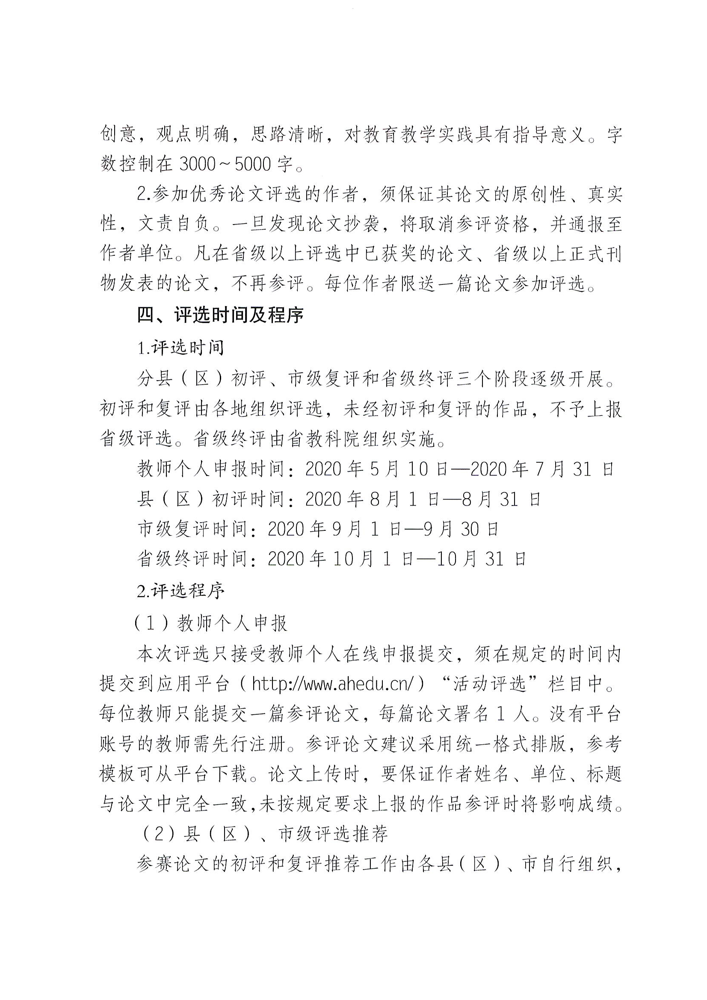 创意，观点明确，思路清晰，对教育教学实践具有指导意义。字
数控制在 3000～5000 字。
2.参加优秀论文评选的作者，须保证其论文的原创性、真实
性，文责自负。一旦发现论文抄袭，将取消参评资格，并通报至
作者单位。凡在省级以上评选中已获奖的论文、省级以上正式刊
物发表的论文，不再参评。每位作者限送一篇论文参加评选。
四、评选时间及程序
1.评选时间
分县（区）初评、市级复评和省级终评三个阶段逐级开展。
初评和复评由各地组织评选，未经初评和复评的作品，不予上报
省级评选。省级终评由省教科院组织实施。
教师个人申报时间：2020 年 5 月 10 日—2020 年 7 月 31 日
县（区）初评时间：2020 年 8 月 1 日—8 月 31 日
市级复评时间：2020 年 9 月 1 日—9 月 30 日
省级终评时间：2020 年 10 月 1 日—10 月 31 日
2.评选程序
（1）教师个人申报
本次评选只接受教师个人在线申报提交，须在规定的时间内
提交到应用平台（http://www.ahedu.cn/）“活动评选”栏目中。
每位教师只能提交一篇参评论文，每篇论文署名 1 人。没有平台
账号的教师需先行注册。参评论文建议采用统一格式排版，参考
模板可从平台下载。论文上传时，要保证作者姓名、单位、标题
与论文中完全一致，未按规定要求上报的作品参评时将影响成绩。
（2）县（区）、市级评选推荐
参赛论文的初评和复评推荐工作由各县（区）、市自行组织，